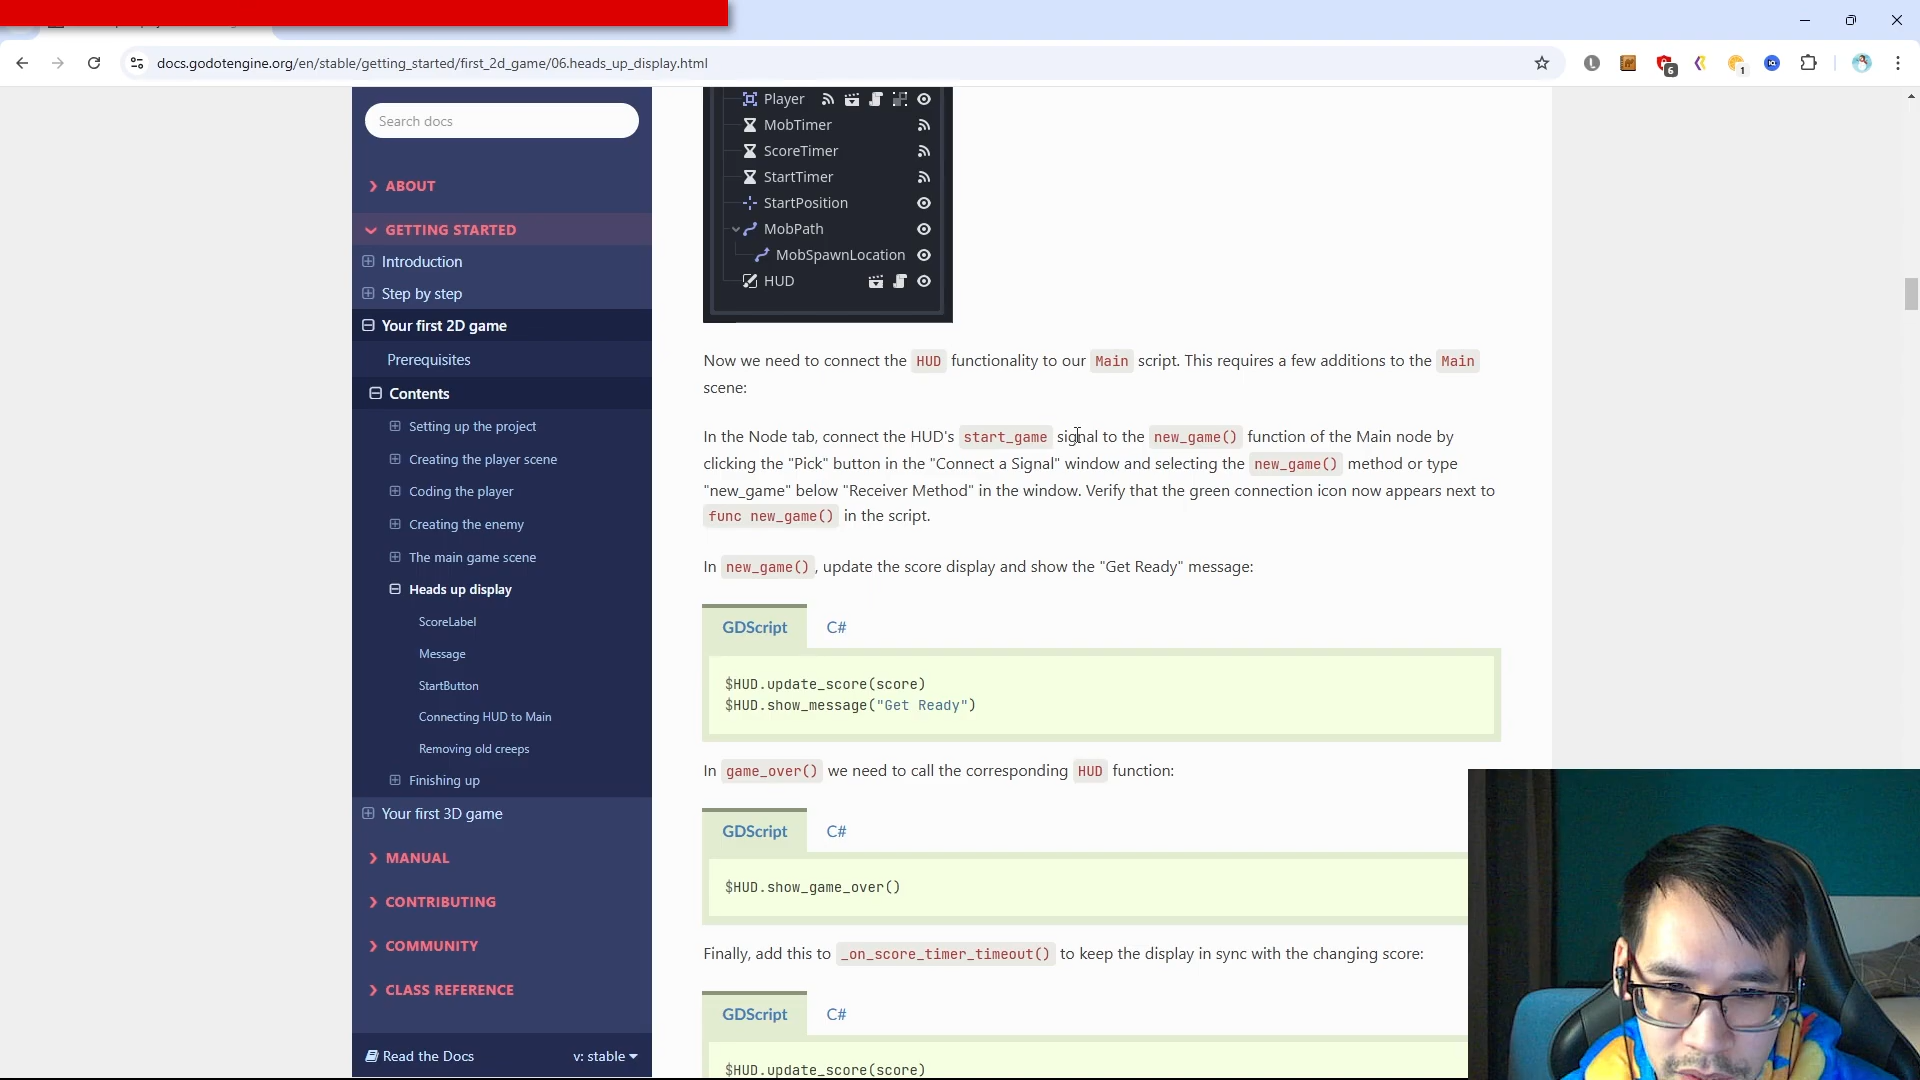 docs.godotengine.org/en/stable/getting_started/first_2d_game/06.heads_up_display.html
6
1
Search docs
ABOUT
GETTING STARTED
Introduction
Step by step
Your first 2D game
Prerequisites
Contents
Setting up the project
Creating the player scene
Coding the player
Creating the enemy
The main game scene
Heads up display
ScoreLabel
Message
StartButton
Connecting HUD to Main
Removing old creeps
Finishing up
Your first 3D game
MANUAL
CONTRIBUTING
COMMUNITY
CLASS REFERENCE
Read the Docs
v: stable
Player
MobTimer
ScoreTimer
StartTimer
StartPosition
MobPath
MobSpawnLocation
HUD
Now we need to connect the HUD functionality to our Main script. This requires a few additions to the Main
scene:
In the Node tab, connect the HUD's start_game signal to the new_game() function of the Main node by
clicking the "Pick" button in the "Connect a Signal" window and selecting the new_game() method or type
"new_game" below "Receiver Method" in the window. Verify that the green connection icon now appears next to
func new_game() in the script.
In new_game(), update the score display and show the "Get Ready" message:
GDScript C#
$HUD.update_score(score)
$HUD.show_message("Get Ready")
In game_over() we need to call the corresponding HUD function:
GDScript C#
$HUD.show_game_over()
Finally, add this to _on_score_timer_timeout() to keep the display in sync with the changing score:
GDScript C#
$HUD.update_score(score)